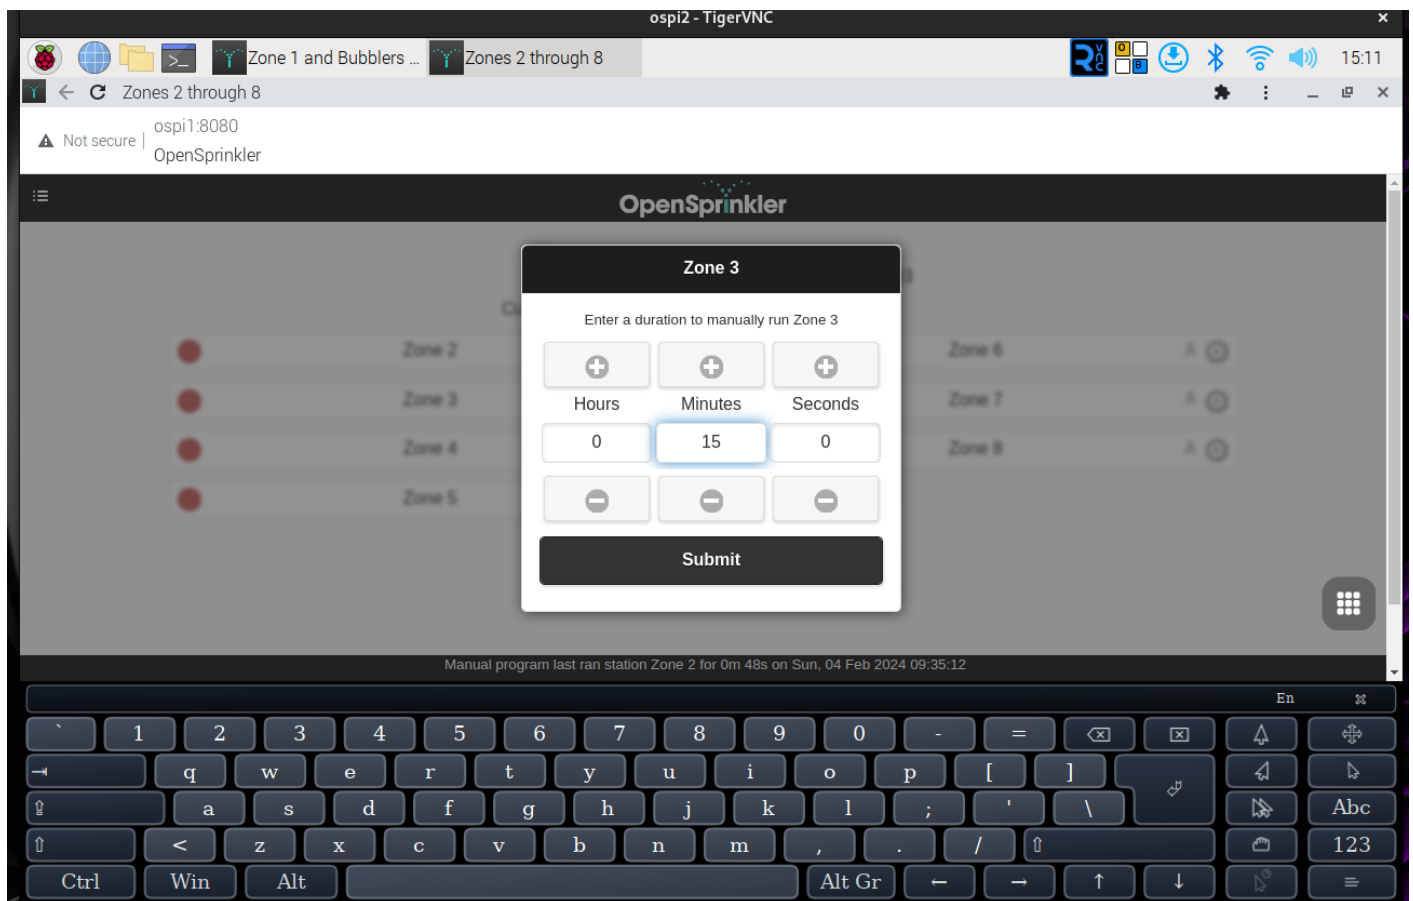 ospi2 - TigerVNC
Zone 1 and Bubblers ... Zones 2 through 8 15:11
Zones 2 through 8
Not secure ospi1:8080
OpenSprinkler
OpenSprinkler
Zone 3
Enter a duration to manually run Zone 3
Hours Minutes Seconds
0 15 0
Submit
Zone 2 Zone 6 A
Zone 3 Zone 7 A
Zone 4 Zone 8 A
Zone 5
Manual program last ran station Zone 2 for 0m 48s on Sun, 04 Feb 2024 09:35:12
En
` 1 2 3 4 5 6 7 8 9 0 - =
q w e r t y u i o p [ ]
a s d f g h j k l ; ' \ Abc
< z x c v b n m , . / 123
Ctrl Win Alt Alt Gr ← → ↑ ↓